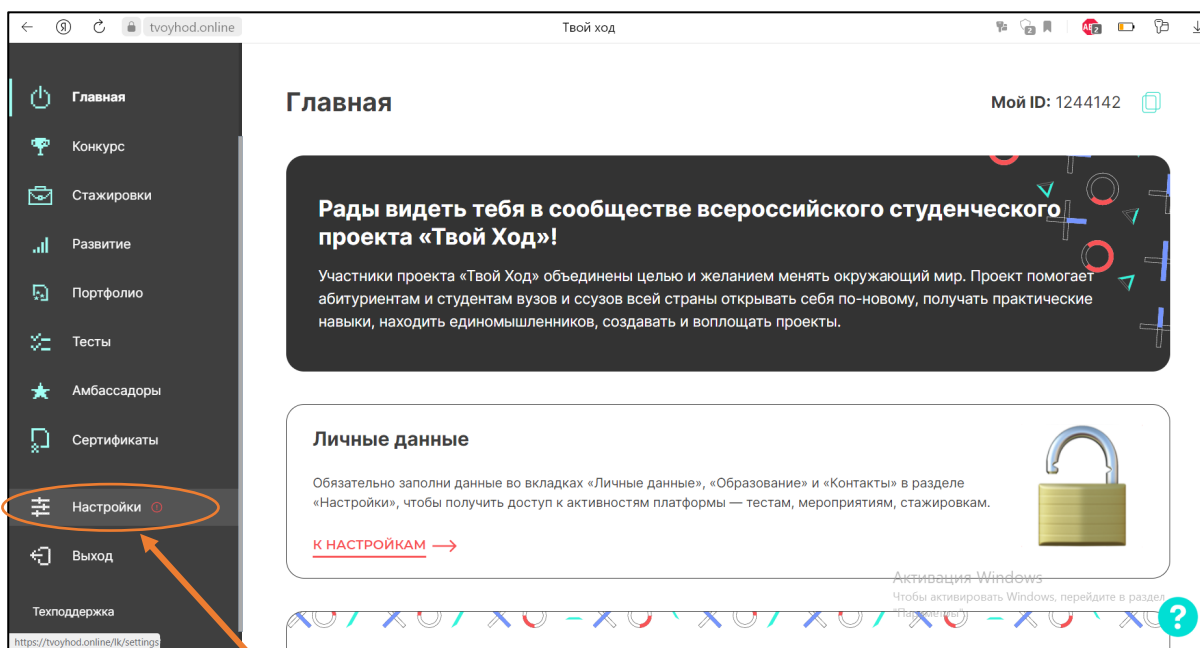 tvoyhod.online
Твой ход
2
ABP
2
Главная
Конкурс
Стажировки
Развитие
Портфолио
Тесты
Амбассадоры
Сертификаты
Настройки
Выход
Техподдержка
https://tvoyhod.online/lk/settings
Главная
Мой ID: 1244142
Рады видеть тебя в сообществе всероссийского студенческого
проекта «Твой Ход»!
Участники проекта «Твой Ход» объединены целью и желанием менять окружающий мир. Проект помогает
абитуриентам и студентам вузов и ссузов всей страны открывать себя по-новому, получать практические
навыки, находить единомышленников, создавать и воплощать проекты.
Личные данные
Обязательно заполни данные во вкладках «Личные данные», «Образование» и «Контакты» в разделе
«Настройки», чтобы получить доступ к активностям платформы — тестам, мероприятиям, стажировкам.
К НАСТРОЙКАМ
Активация Windows
Чтобы активировать Windows, перейдите в раздел
"Параметры".
?